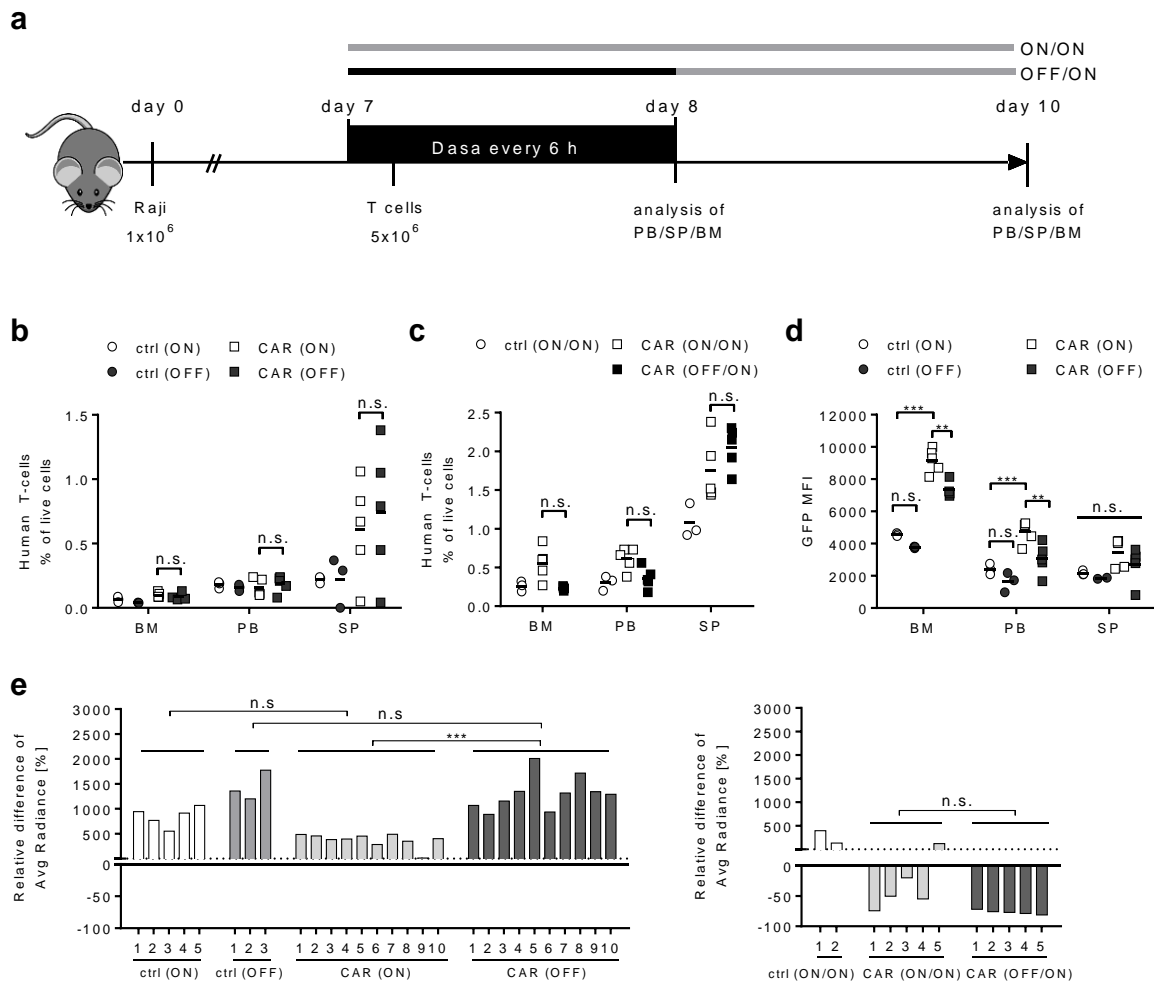 a
ON/ON
OFF/ON
day 0
day 7
day 8
day 10
Dasa every 6 h
Raji
1x10^6
T cells
5x10^6
analysis of
PB/SP/BM
analysis of
PB/SP/BM
b
ctrl (ON)
CAR (ON)
ctrl (OFF)
CAR (OFF)
Human T-cells
% of live cells
1.5
1.0
0.5
0.0
n.s.
n.s.
n.s.
BM
PB
SP
c
ctrl (ON/ON)
CAR (ON/ON)
CAR (OFF/ON)
Human T-cells
% of live cells
2.5
2.0
1.5
1.0
0.5
0.0
n.s.
n.s.
n.s.
BM
PB
SP
d
ctrl (ON)
CAR (ON)
ctrl (OFF)
CAR (OFF)
GFP MFI
12000
10000
8000
6000
4000
2000
0
***
**
n.s.
***
**
n.s.
n.s.
BM
PB
SP
e
Relative difference of
Avg Radiance [%]
3000
2500
2000
1500
1000
500
0
-50
-100
n.s
n.s
***
1 2 3 4 5
1 2 3
1 2 3 4 5 6 7 8 9 10
1 2 3 4 5 6 7 8 9 10
ctrl (ON)
ctrl (OFF)
CAR (ON)
CAR (OFF)
Relative difference of
Avg Radiance [%]
3000
2500
2000
1500
1000
500
0
-50
-100
n.s.
1 2
1 2 3 4 5
1 2 3 4 5
ctrl (ON/ON)
CAR (ON/ON)
CAR (OFF/ON)